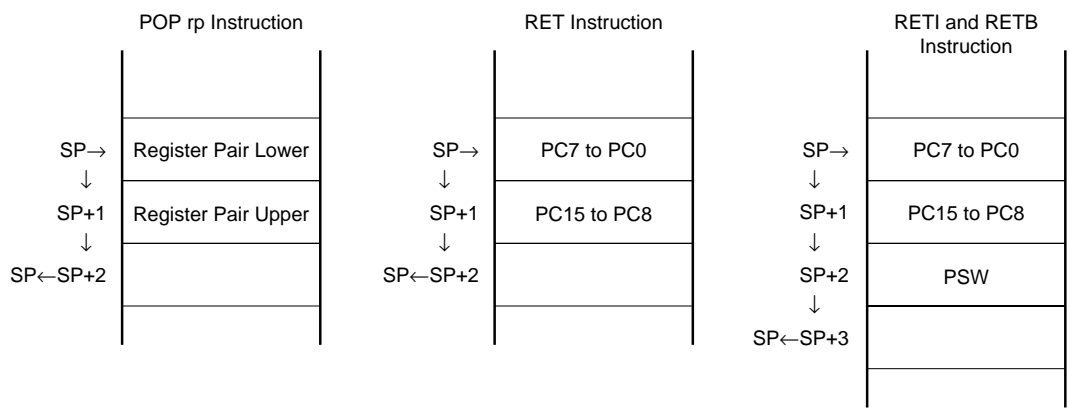 POP rp Instruction
SP→ Register Pair Lower
↓
SP+1 Register Pair Upper
↓
SP←SP+2
RET Instruction
SP→ PC7 to PC0
↓
SP+1 PC15 to PC8
↓
SP←SP+2
RETI and RETB
Instruction
SP→ PC7 to PC0
↓
SP+1 PC15 to PC8
↓
SP+2 PSW
↓
SP←SP+3